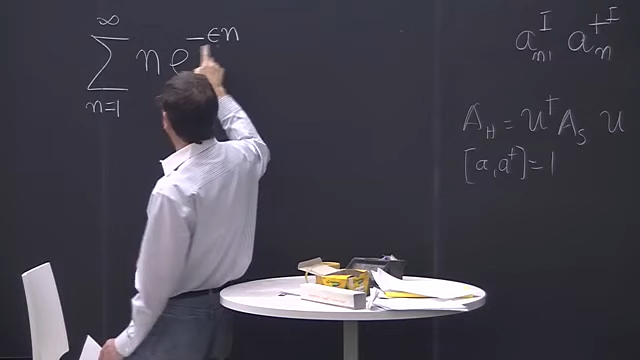 ∞
∑ n e^{-εn}
n=1
a_m^I a_n^{†I}
A_H = U^† A_S U
[a, a^†] = 1